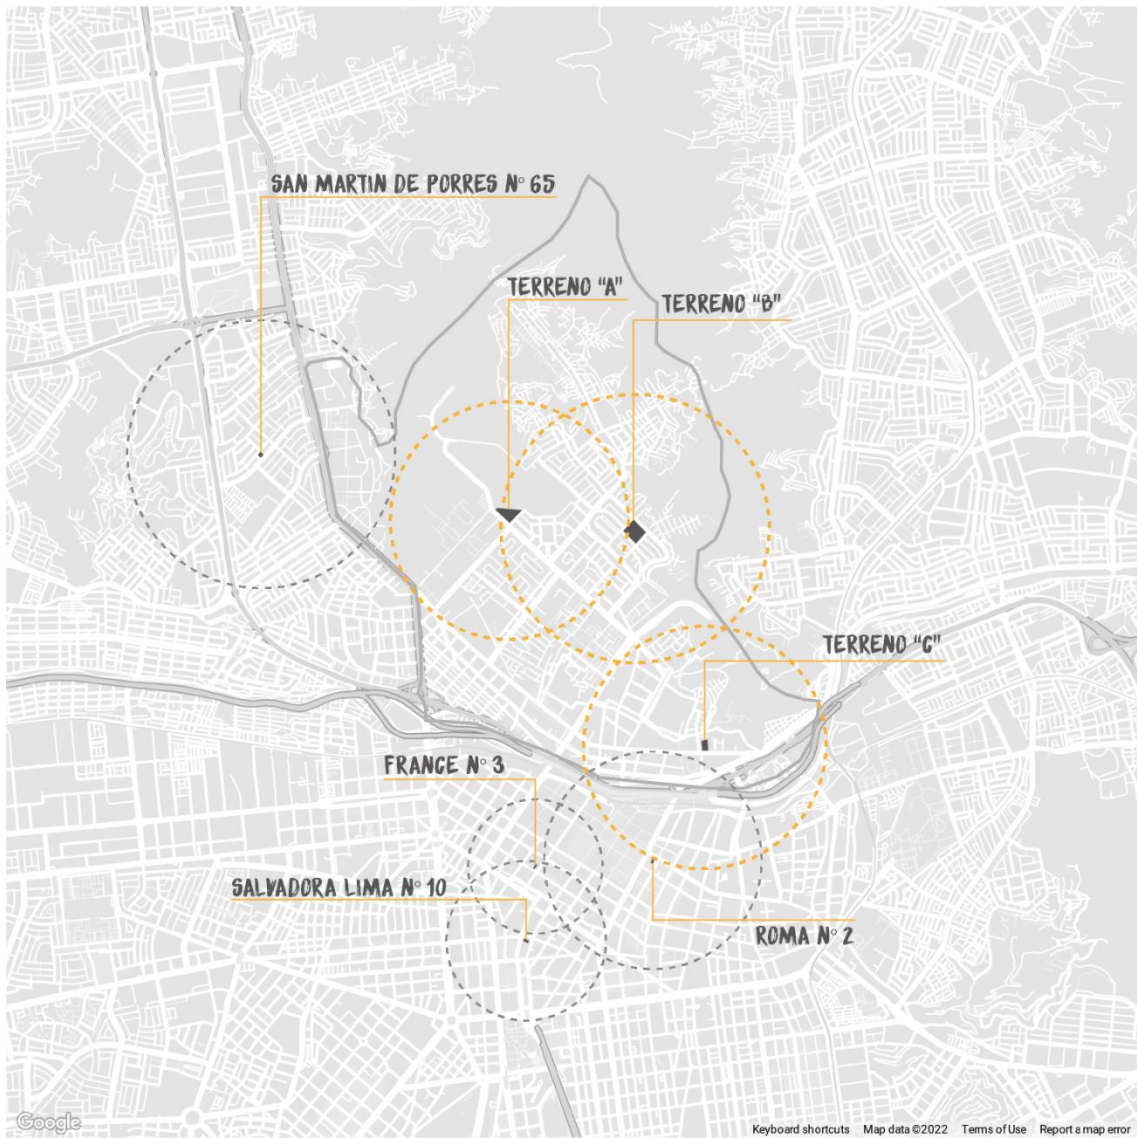 SAN MARTIN DE PORRES N° 65
TERRENO "A"
TERRENO "B"
TERRENO "C"
FRANCE N° 3
SALVADORA LIMA N° 10
ROMA N° 2
Google
Keyboard shortcuts Map data ©2022 Terms of Use Report a map error